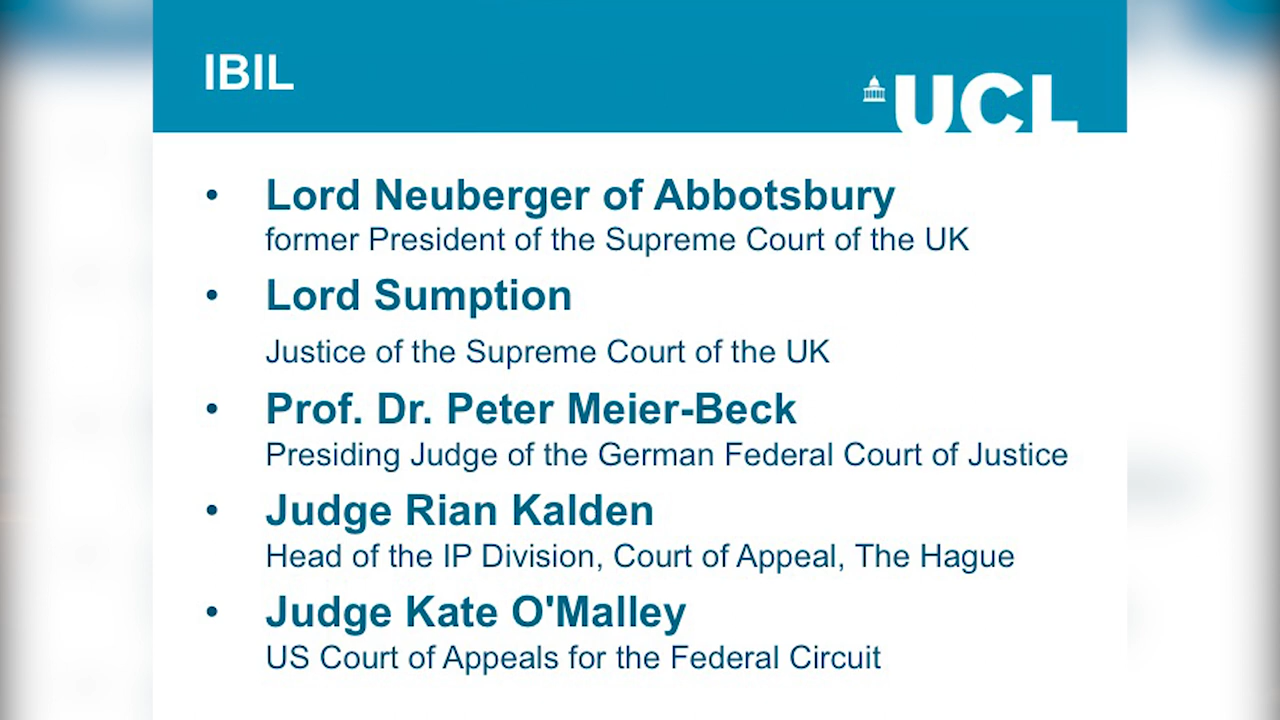 IBIL
UCL
• Lord Neuberger of Abbotsbury
former President of the Supreme Court of the UK
• Lord Sumption
Justice of the Supreme Court of the UK
• Prof. Dr. Peter Meier-Beck
Presiding Judge of the German Federal Court of Justice
• Judge Rian Kalden
Head of the IP Division, Court of Appeal, The Hague
• Judge Kate O'Malley
US Court of Appeals for the Federal Circuit